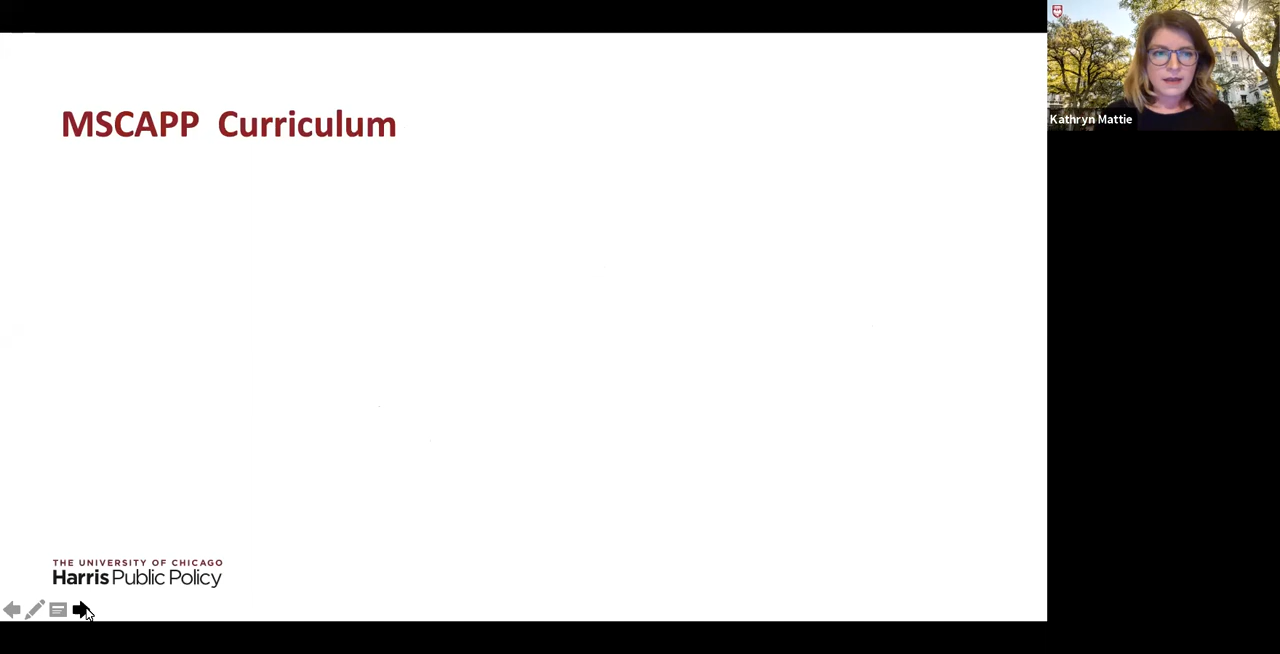 MSCAPP Curriculum
Kathryn Mattie
THE UNIVERSITY OF CHICAGO
Harris Public Policy